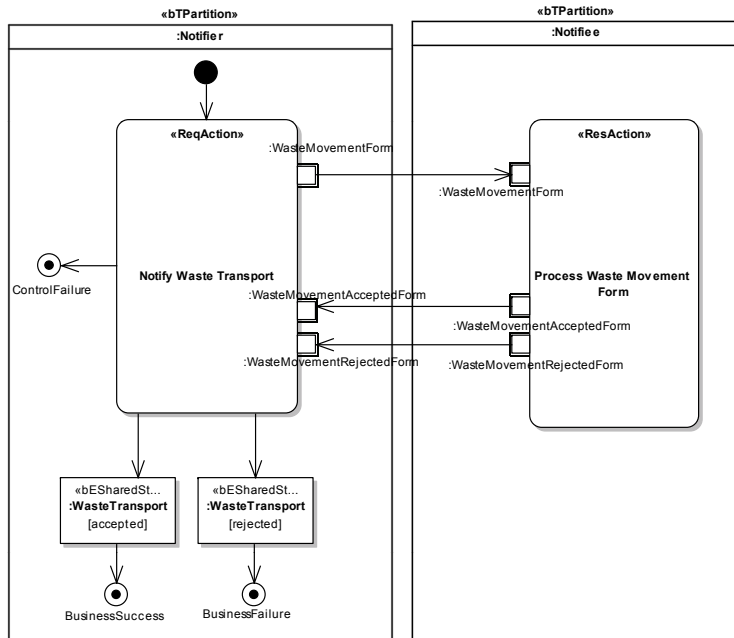 «bTPartition»
:Notifier
«bTPartition»
:Notifiee
«ReqAction»
«ResAction»
:WasteMovementForm
:WasteMovementForm
Notify Waste Transport
Process Waste Movement
Form
ControlFailure
:WasteMovementAcceptedForm
:WasteMovementAcceptedForm
:WasteMovementRejectedForm
:WasteMovementRejectedForm
«bESharedSt...
:WasteTransport
[accepted]
«bESharedSt...
:WasteTransport
[rejected]
BusinessSuccess
BusinessFailure